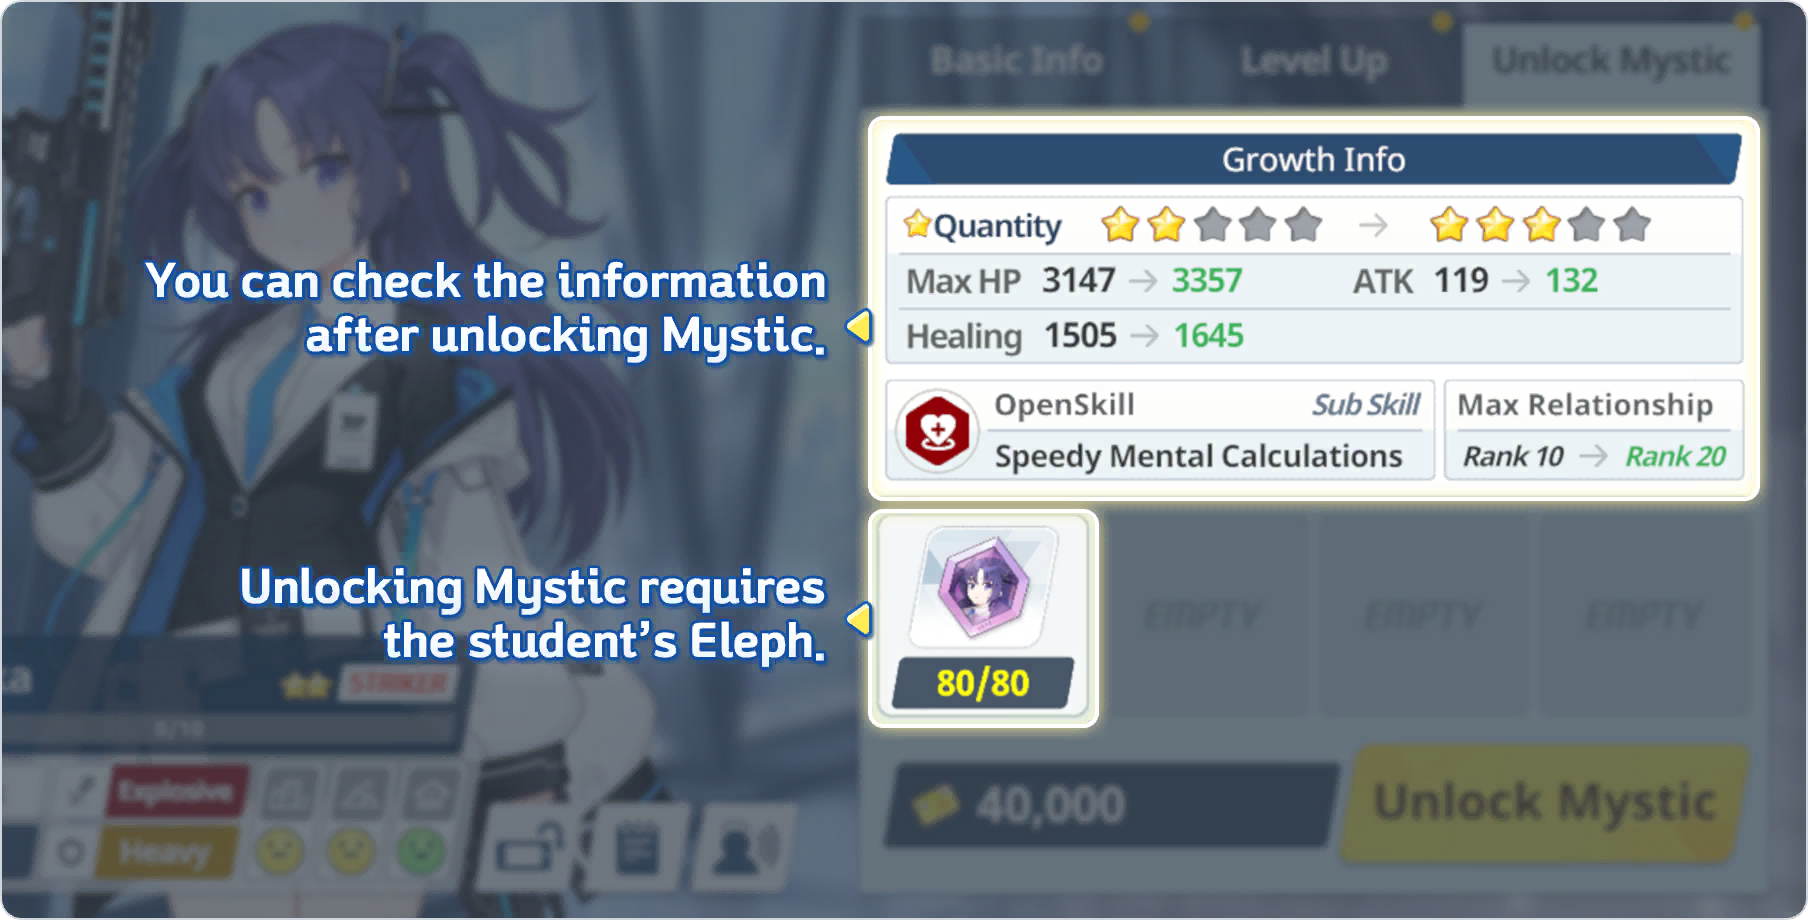 Basic Info
Level Up
Unlock Mystic
Growth Info
Quantity
Max HP 3147 → 3357 ATK 119 → 132
Healing 1505 → 1645
OpenSkill Sub Skill
Speedy Mental Calculations
Max Relationship
Rank 10 → Rank 20
You can check the information
after unlocking Mystic.
Unlocking Mystic requires
the student's Eleph.
80/80
EMPTY
EMPTY
EMPTY
STRIKER
0/10
Explosive
Heavy
40,000
Unlock Mystic